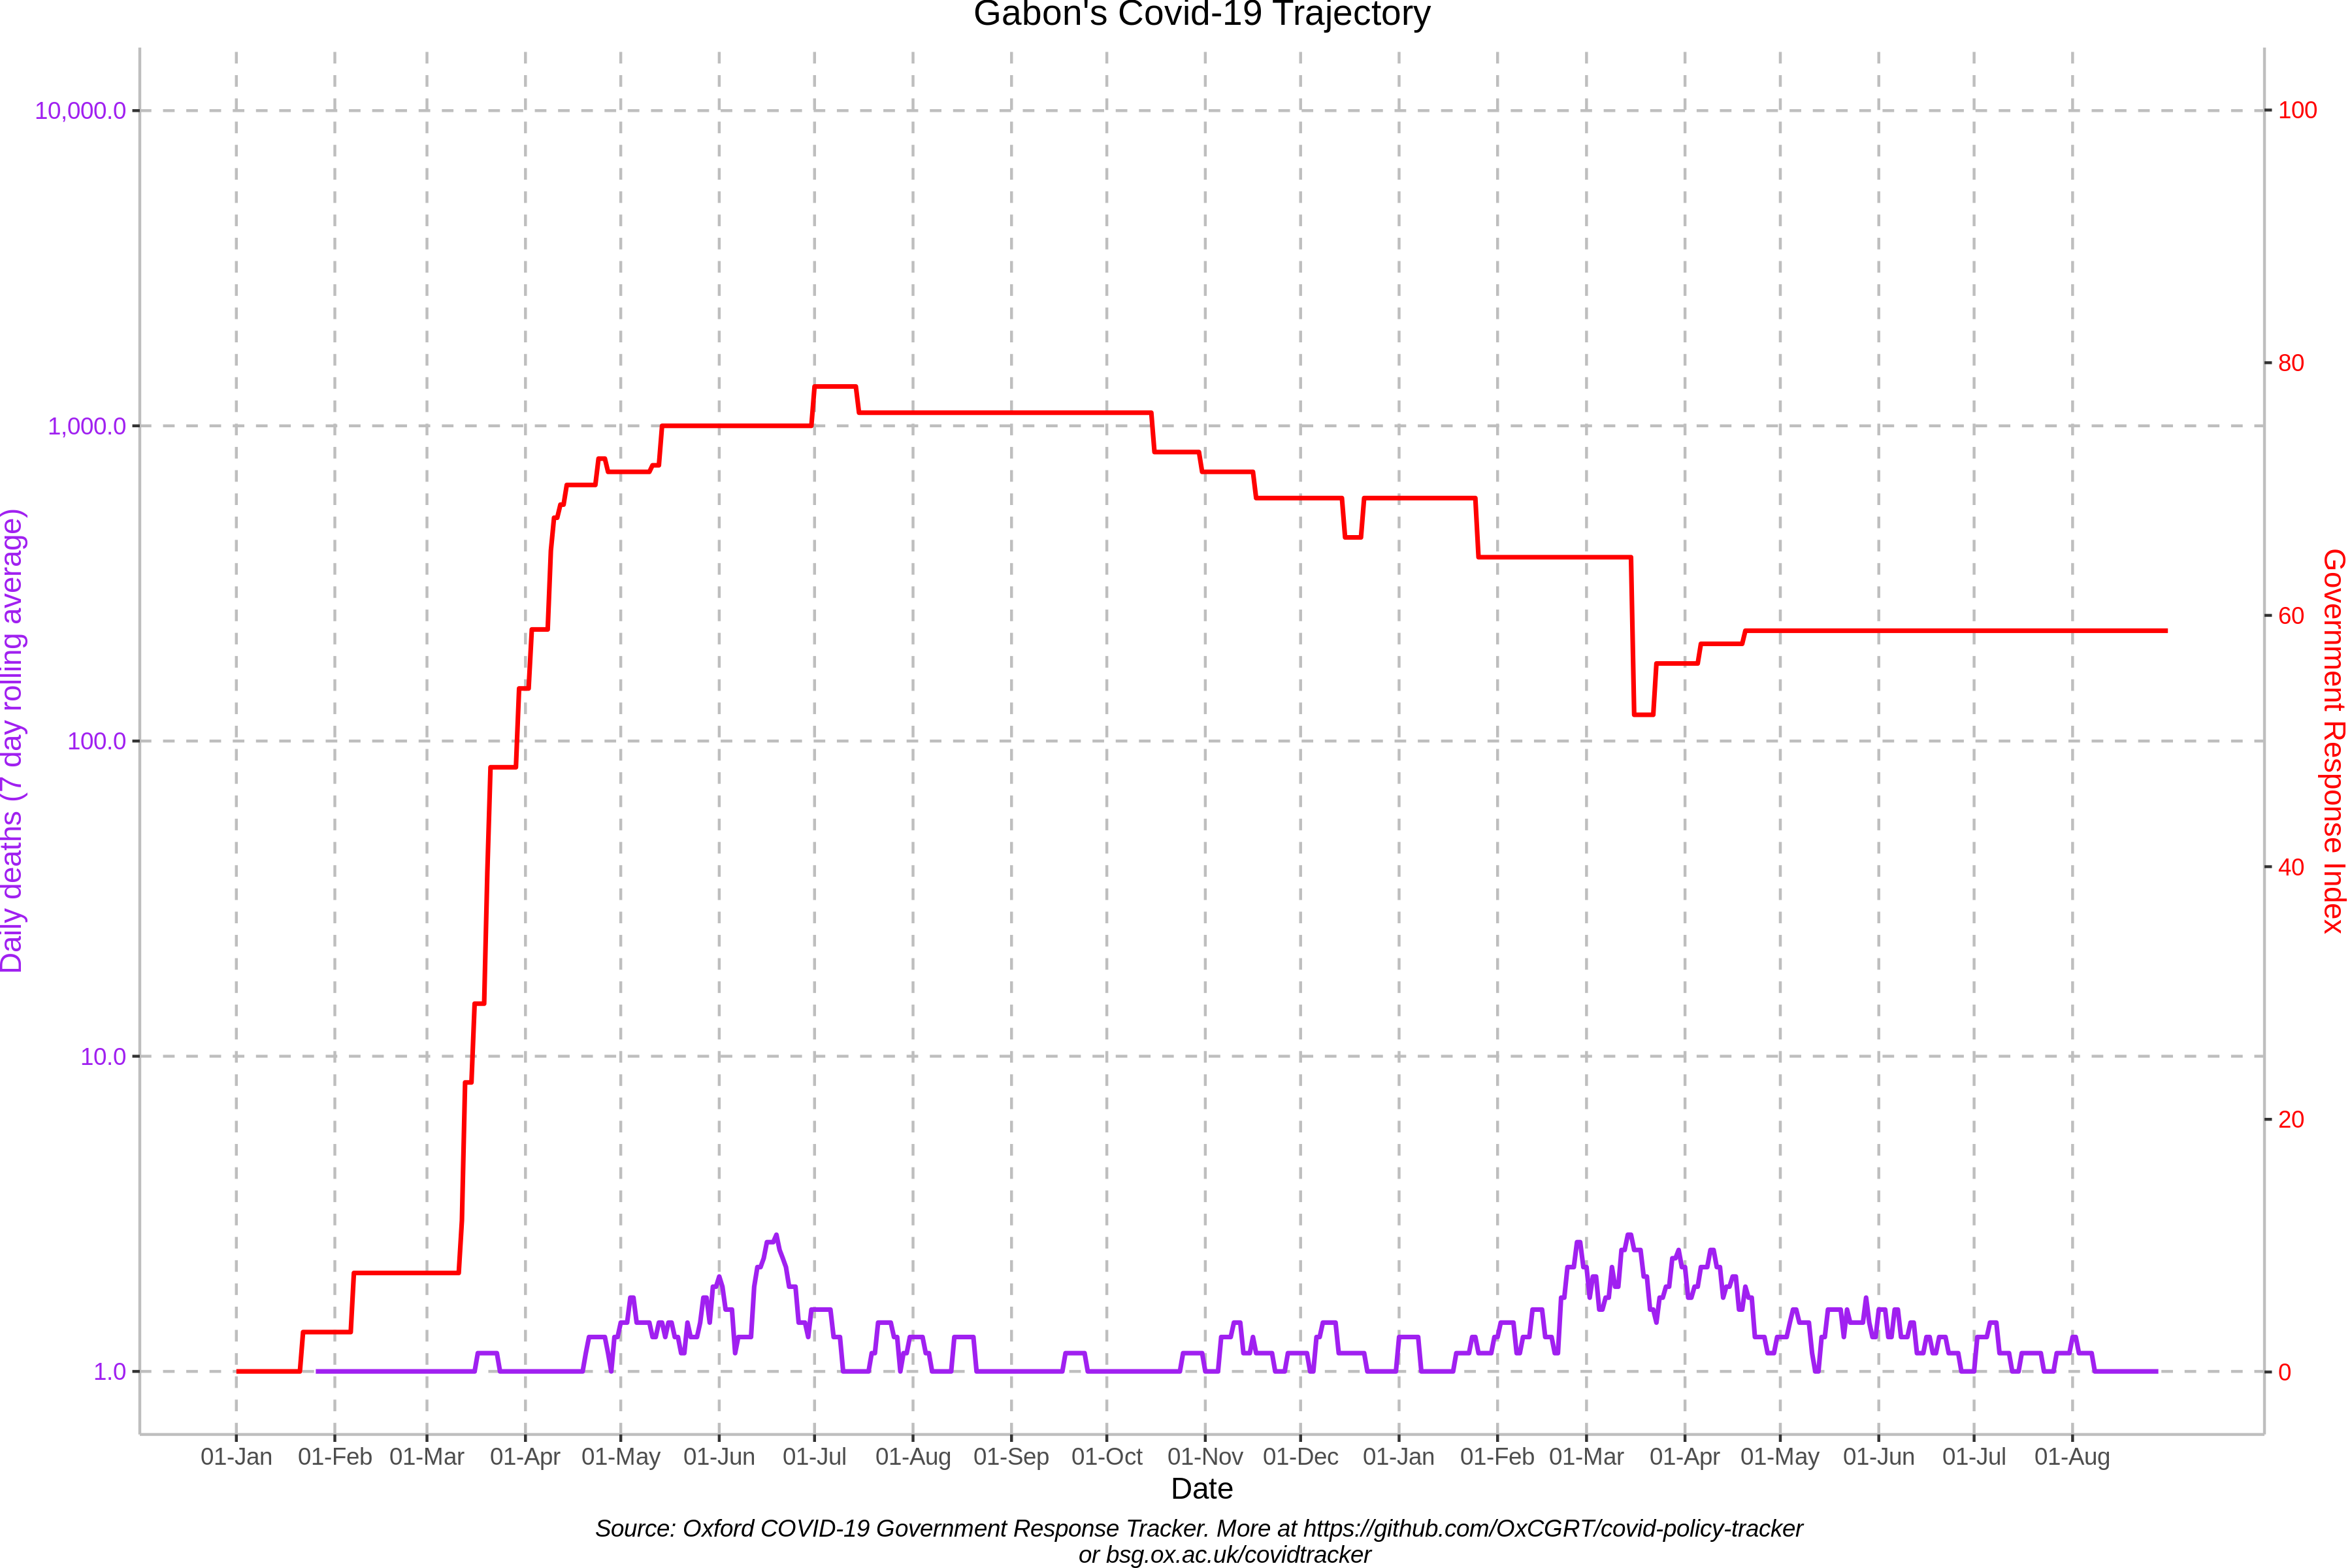 Gabon's Covid-19 Trajectory
10,000.0
1,000.0
100.0
10.0
1.0
Daily deaths (7 day rolling average)
100
80
60
40
20
0
Government Response Index
01-Jan 01-Feb 01-Mar 01-Apr 01-May 01-Jun 01-Jul 01-Aug 01-Sep 01-Oct 01-Nov 01-Dec 01-Jan 01-Feb 01-Mar 01-Apr 01-May 01-Jun 01-Jul 01-Aug
Date
Source: Oxford COVID-19 Government Response Tracker. More at https://github.com/OxCGRT/covid-policy-tracker
or bsg.ox.ac.uk/covidtracker